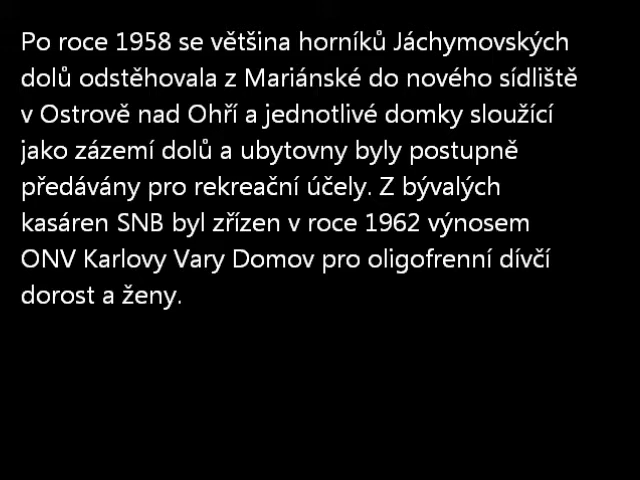 Po roce 1958 se většina horníků Jáchymovských
dolů odstěhovala z Mariánské do nového sídliště
v Ostrově nad Ohří a jednotlivé domky sloužící
jako zázemí dolů a ubytovny byly postupně
předávány pro rekreační účely. Z bývalých
kasáren SNB byl zřízen v roce 1962 výnosem
ONV Karlovy Vary Domov pro oligofrenní dívčí
dorost a ženy.